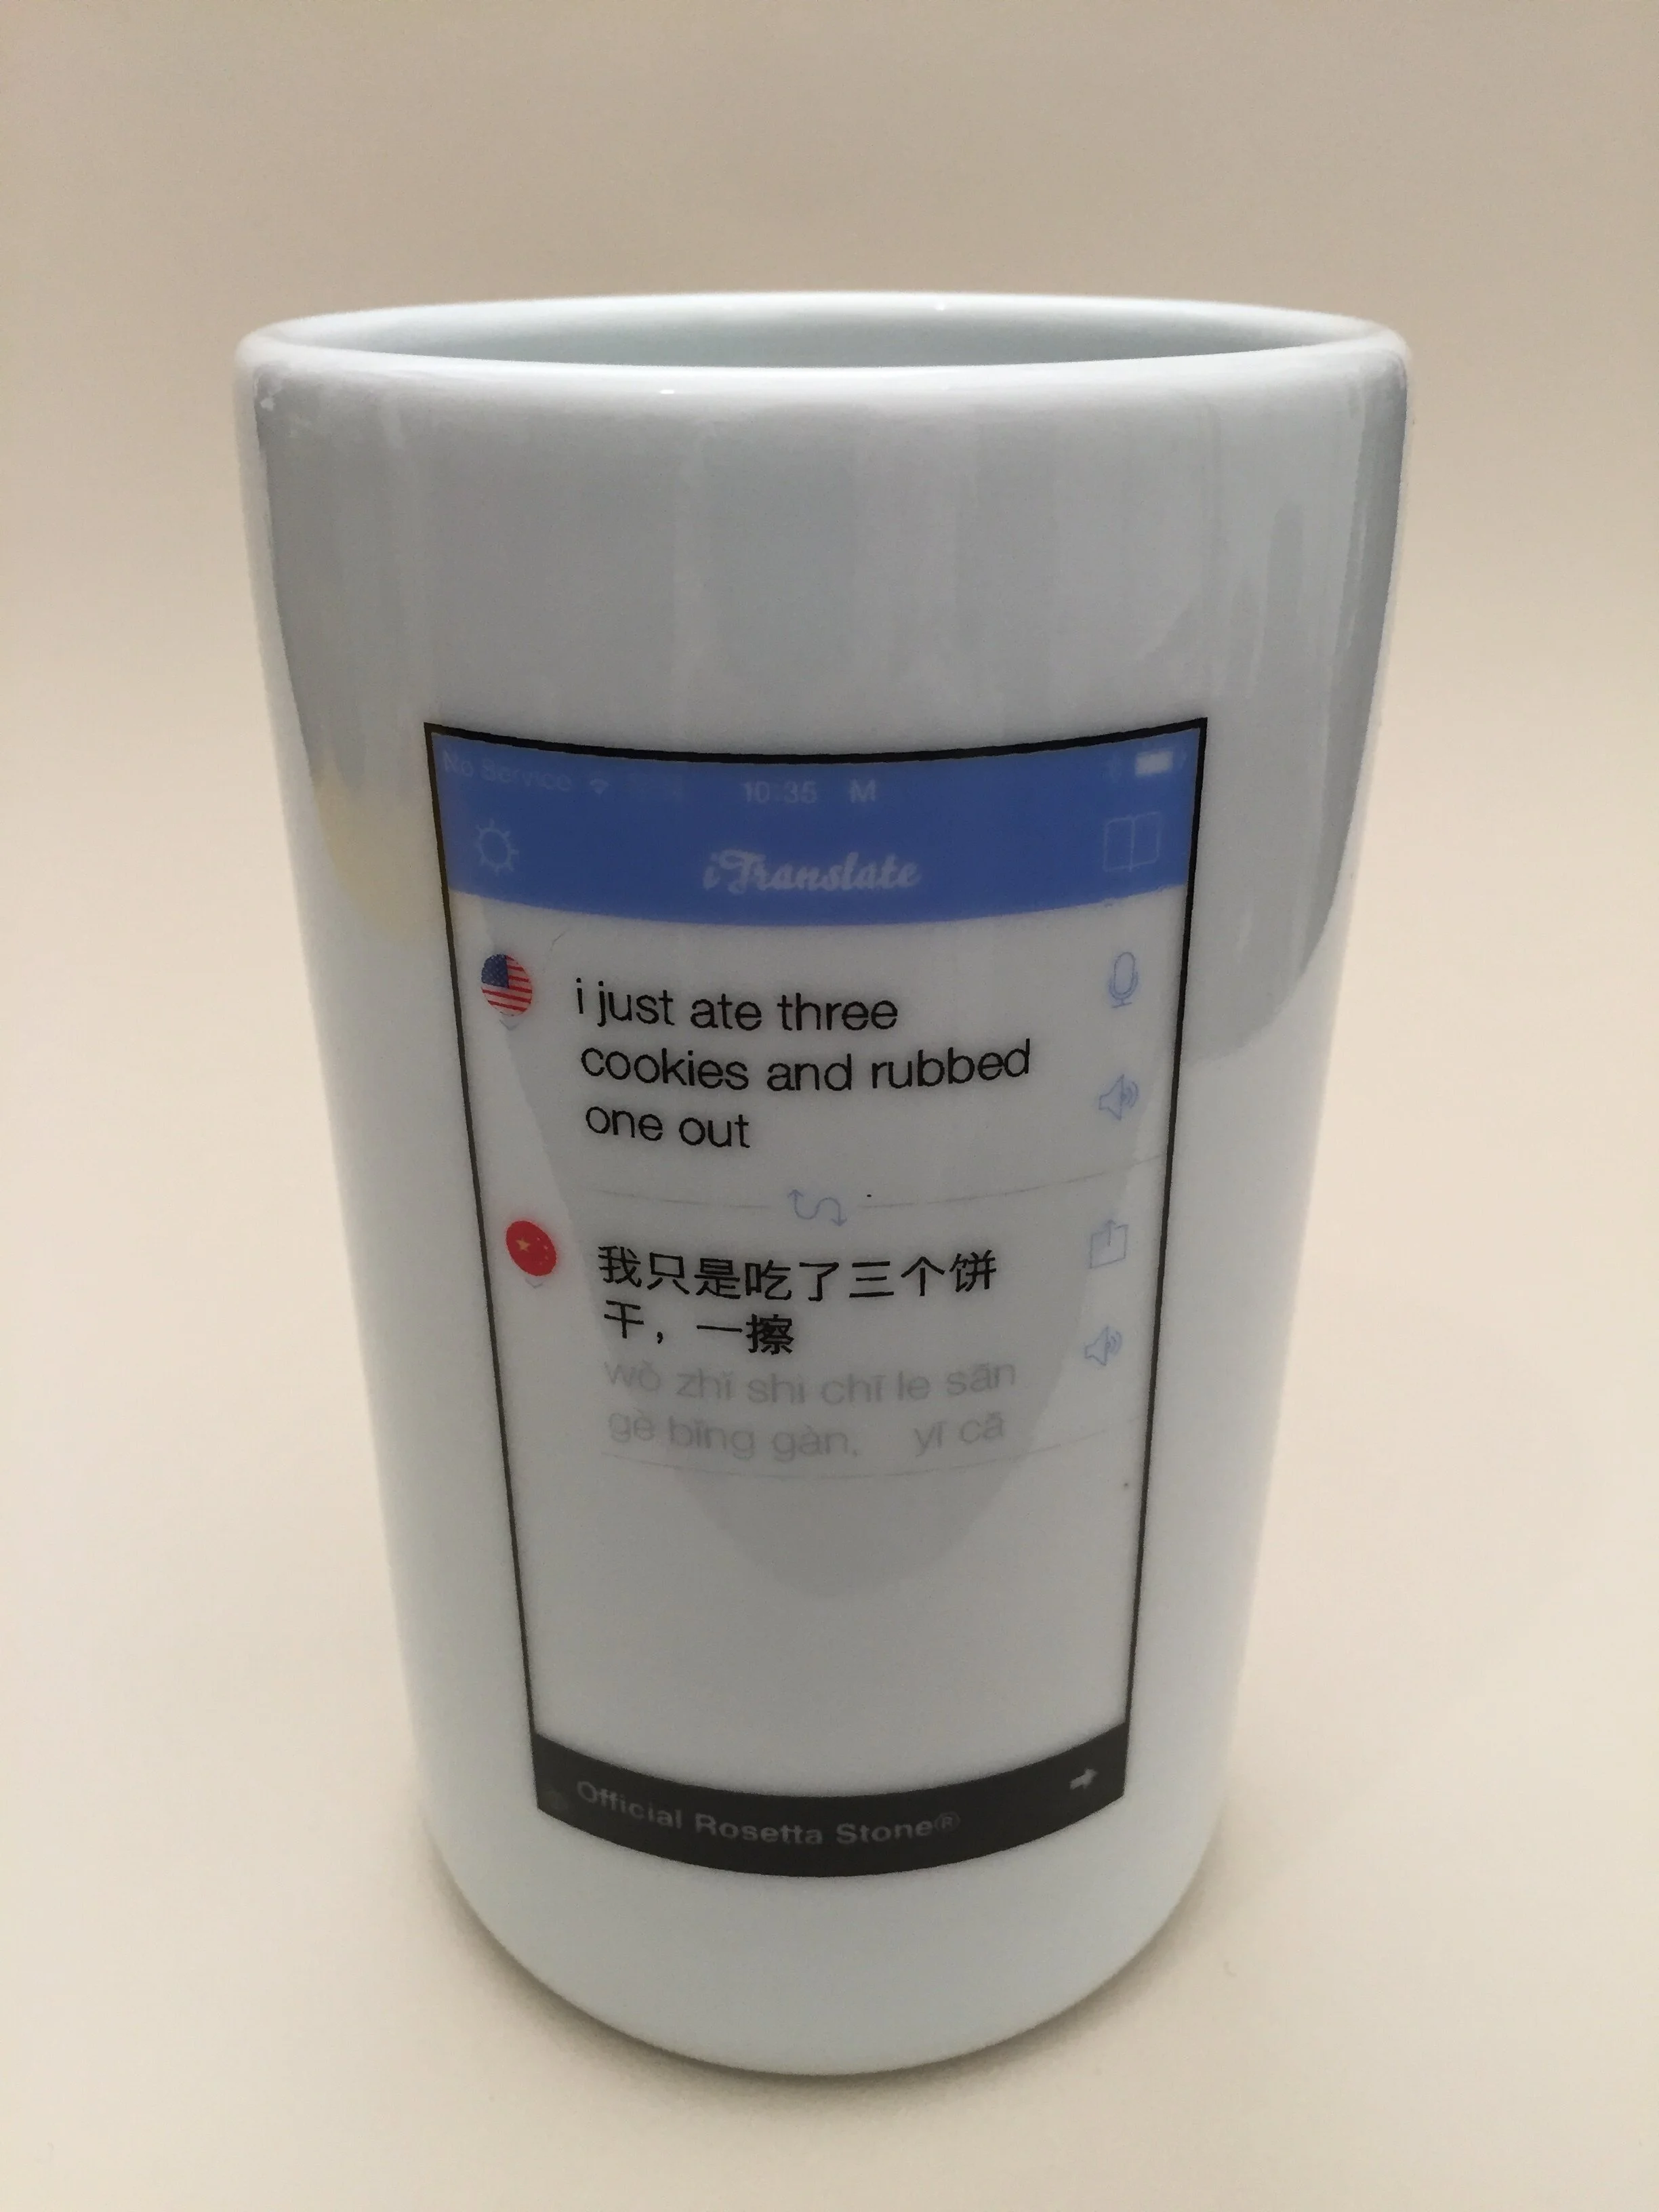 No Service
10:35 M
iTranslate
i just ate three
cookies and rubbed
one out
我只是吃了三个饼
干，一擦
wǒ zhǐ shì chī le sān
gè bǐng gàn, yī cā
Official Rosetta Stone®